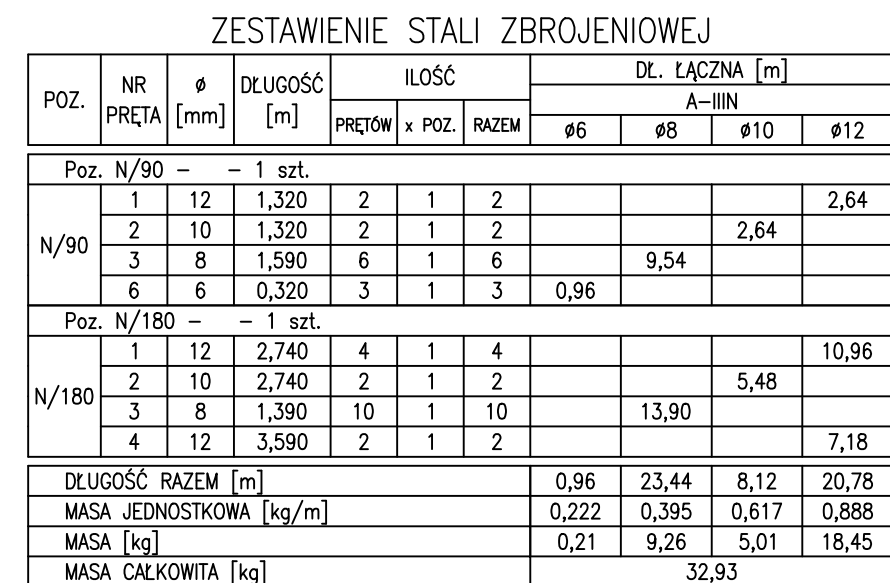 ZESTAWIENIE STALI ZBROJENIOWEJ
POZ. NR PRĘTA ø [mm] DŁUGOŚĆ [m] ILOŚĆ DŁ. ŁĄCZNA [m]
A-IIIN
PRĘTÓW x POZ. RAZEM ø6 ø8 ø10 ø12
Poz. N/90 - - 1 szt.
N/90 1 12 1,320 2 1 2 2,64
2 10 1,320 2 1 2 2,64
3 8 1,590 6 1 6 9,54
6 6 0,320 3 1 3 0,96
Poz. N/180 - - 1 szt.
N/180 1 12 2,740 4 1 4 10,96
2 10 2,740 2 1 2 5,48
3 8 1,390 10 1 10 13,90
4 12 3,590 2 1 2 7,18
DŁUGOŚĆ RAZEM [m] 0,96 23,44 8,12 20,78
MASA JEDNOSTKOWA [kg/m] 0,222 0,395 0,617 0,888
MASA [kg] 0,21 9,26 5,01 18,45
MASA CAŁKOWITA [kg] 32,93